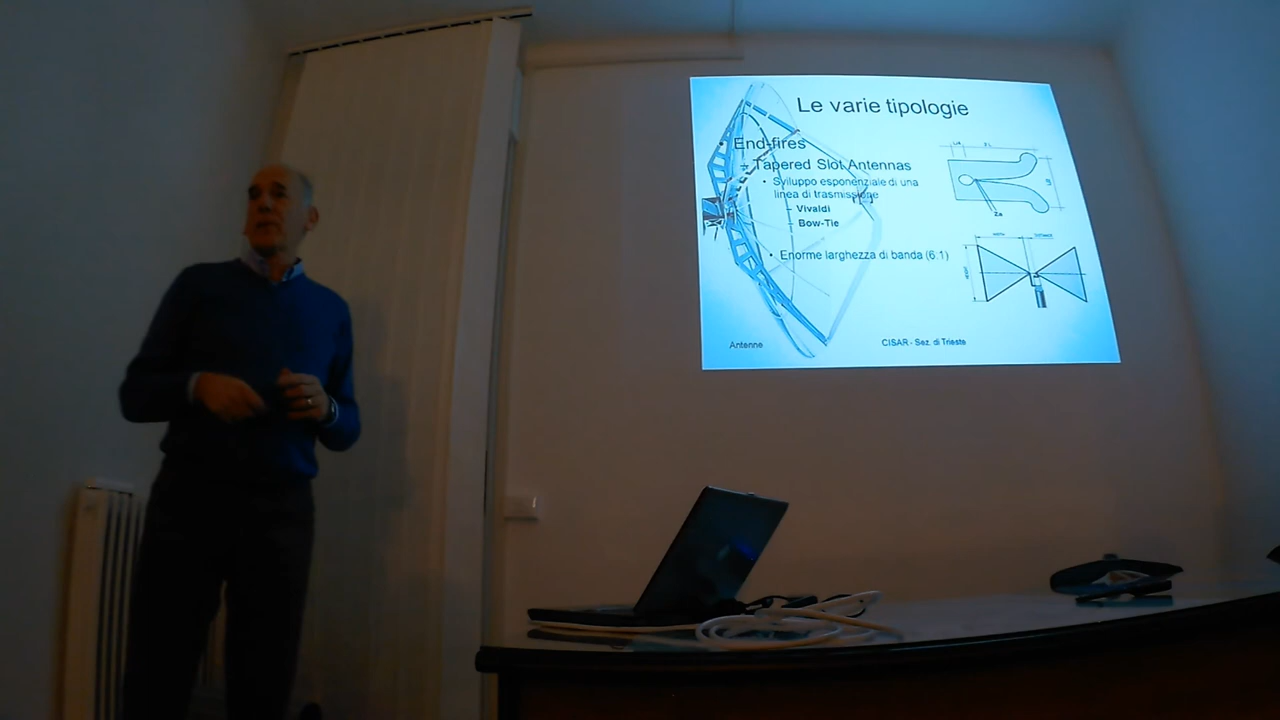 Le varie tipologie
• End-fires
– Tapered Slot Antennas
• Sviluppo esponenziale di una
linea di trasmissione
– Vivaldi
– Bow-Tie
• Enorme larghezza di banda (6:1)
Za
Antenne
CISAR - Sez. di Trieste